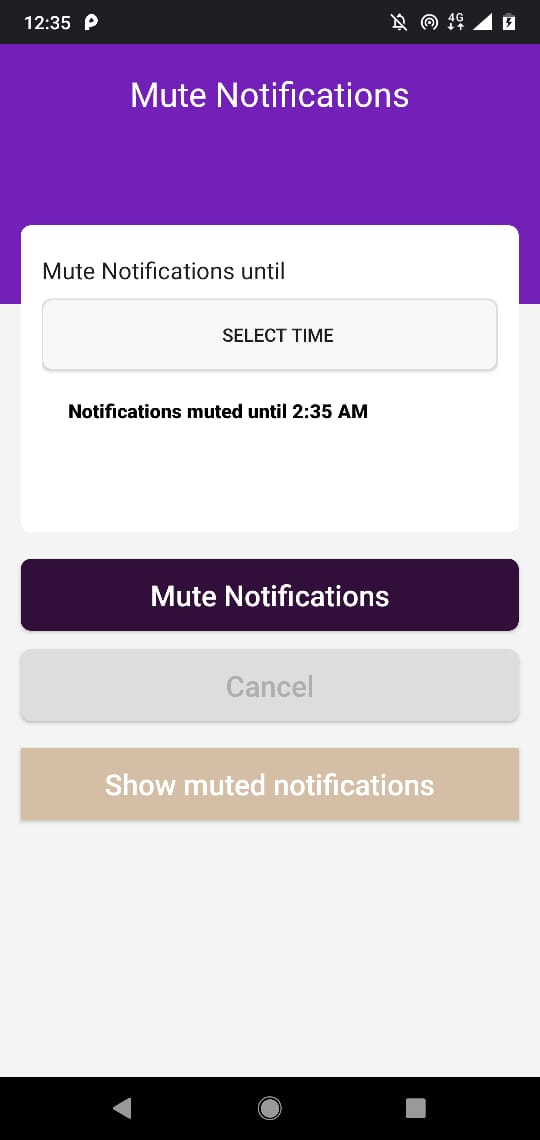 12:35
4G
Mute Notifications
Mute Notifications until
SELECT TIME
Notifications muted until 2:35 AM
Mute Notifications
Cancel
Show muted notifications